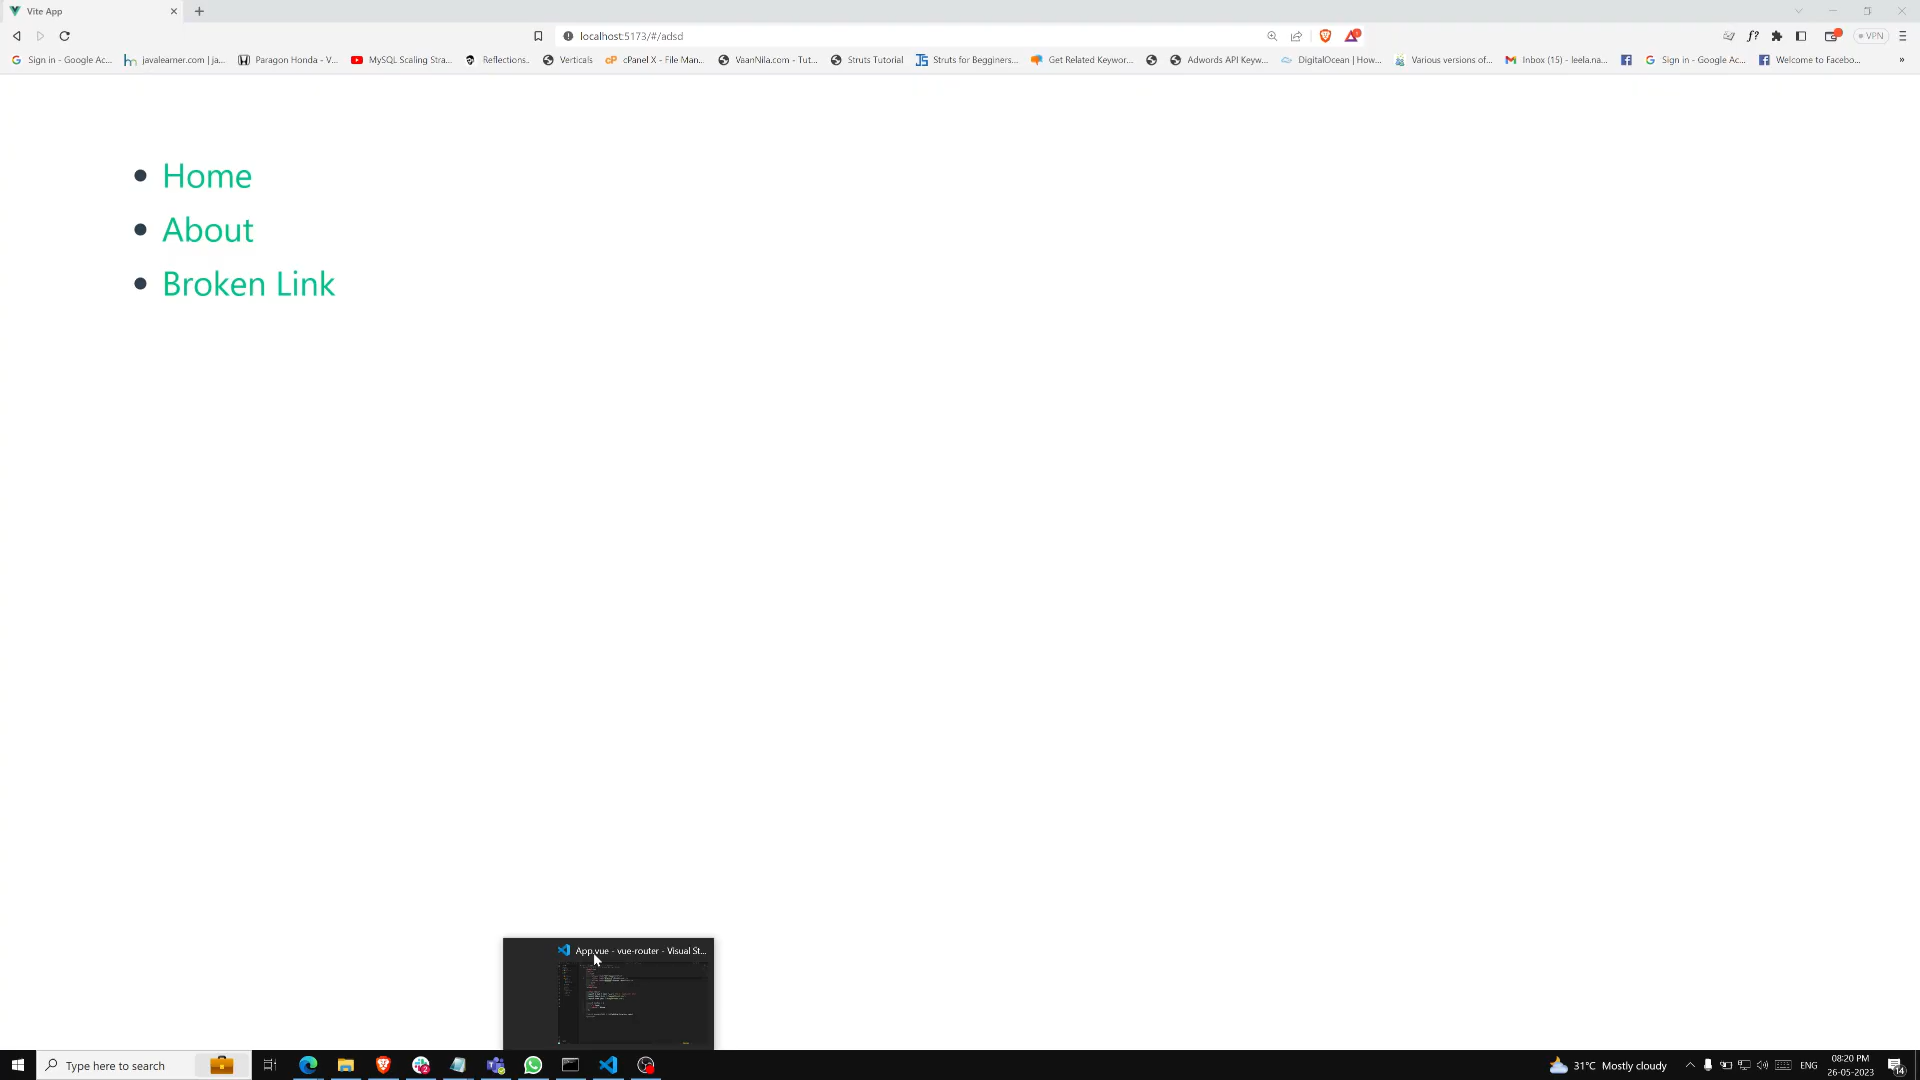 Vite App
localhost:5173/#/adsd
VPN
Sign in - Google Ac...
javalearner.com | ja...
Paragon Honda - V...
MySQL Scaling Stra...
Reflections..
Verticals
cPanel X - File Man...
VaanNila.com - Tut...
Struts Tutorial
Struts for Begginers...
Get Related Keywor...
Adwords API Keyw...
DigitalOcean | How...
Various versions of...
Inbox (15) - leela.na...
Sign in - Google Ac...
Welcome to Facebo...
Home
About
Broken Link
App.vue - vue-router - Visual St...
Type here to search
31°C Mostly cloudy
ENG
08:20 PM
26-05-2023
14